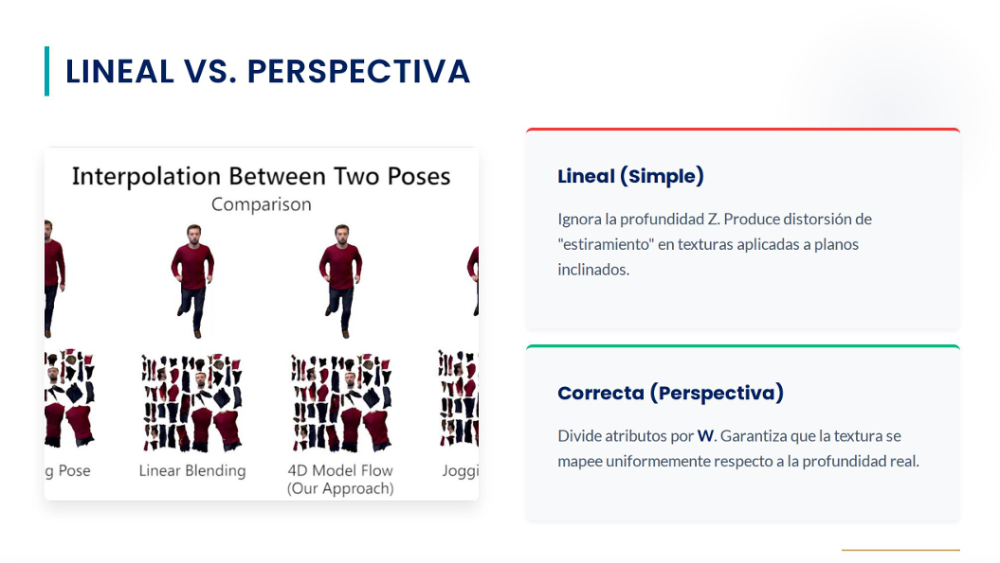 LINEAL VS. PERSPECTIVA
Interpolation Between Two Poses
Comparison
g Pose
Linear Blending
4D Model Flow
(Our Approach)
Joggi
Lineal (Simple)
Ignora la profundidad Z. Produce distorsión de
"estiramiento" en texturas aplicadas a planos
inclinados.
Correcta (Perspectiva)
Divide atributos por W. Garantiza que la textura se
mapee uniformemente respecto a la profundidad real.